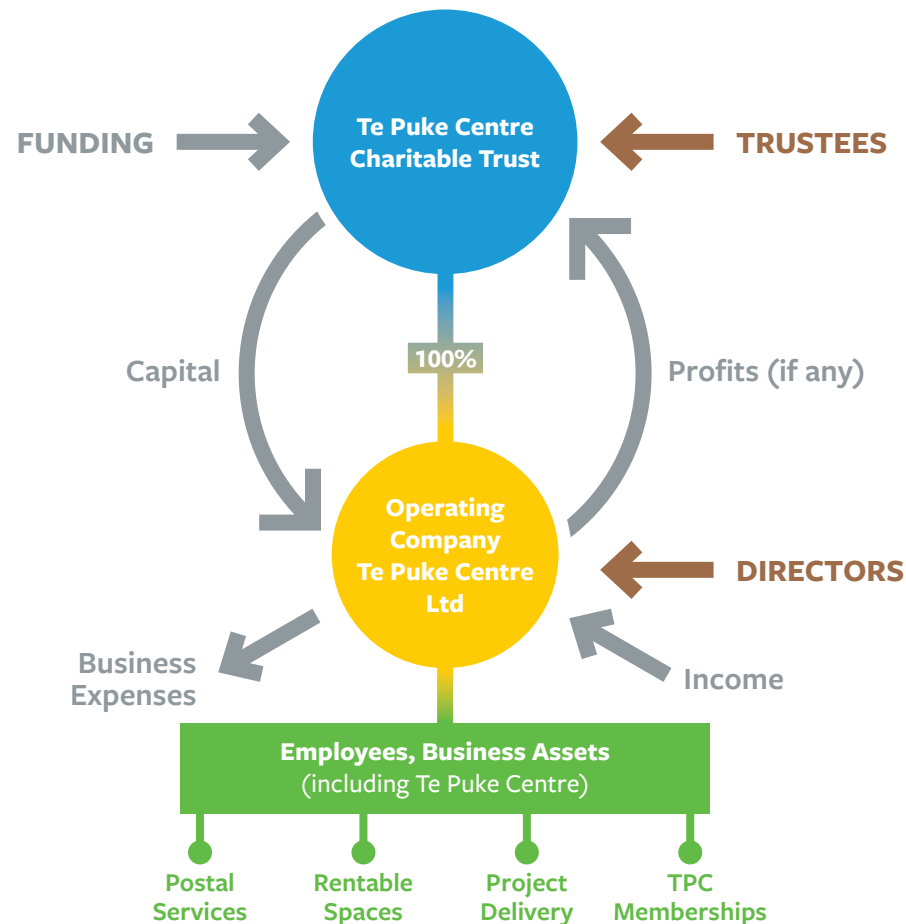 Te Puke Centre
Charitable Trust
FUNDING
TRUSTEES
Capital
100%
Profits (if any)
Operating
Company
Te Puke Centre
Ltd
DIRECTORS
Business
Expenses
Income
Employees, Business Assets
(including Te Puke Centre)
Postal
Services
Rentable
Spaces
Project
Delivery
TPC
Memberships